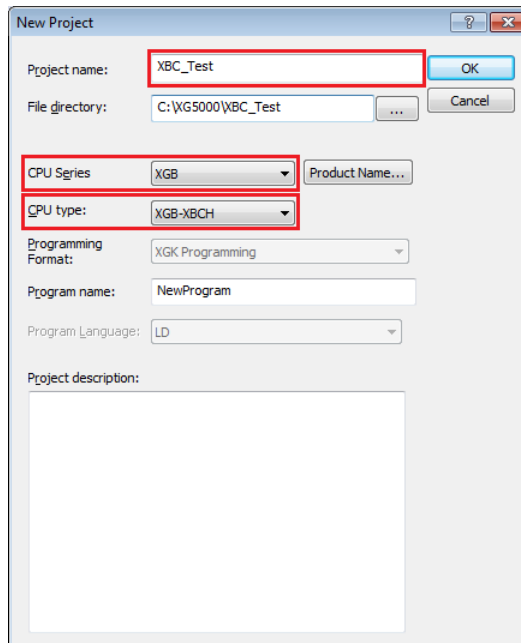 New Project
?
X
Project name:
XBC_Test
OK
File directory:
C:\XG5000\XBC_Test
...
Cancel
CPU Series
XGB
Product Name...
CPU type:
XGB-XBCH
Programming
Format:
XGK Programming
Program name:
NewProgram
Program Language:
LD
Project description: